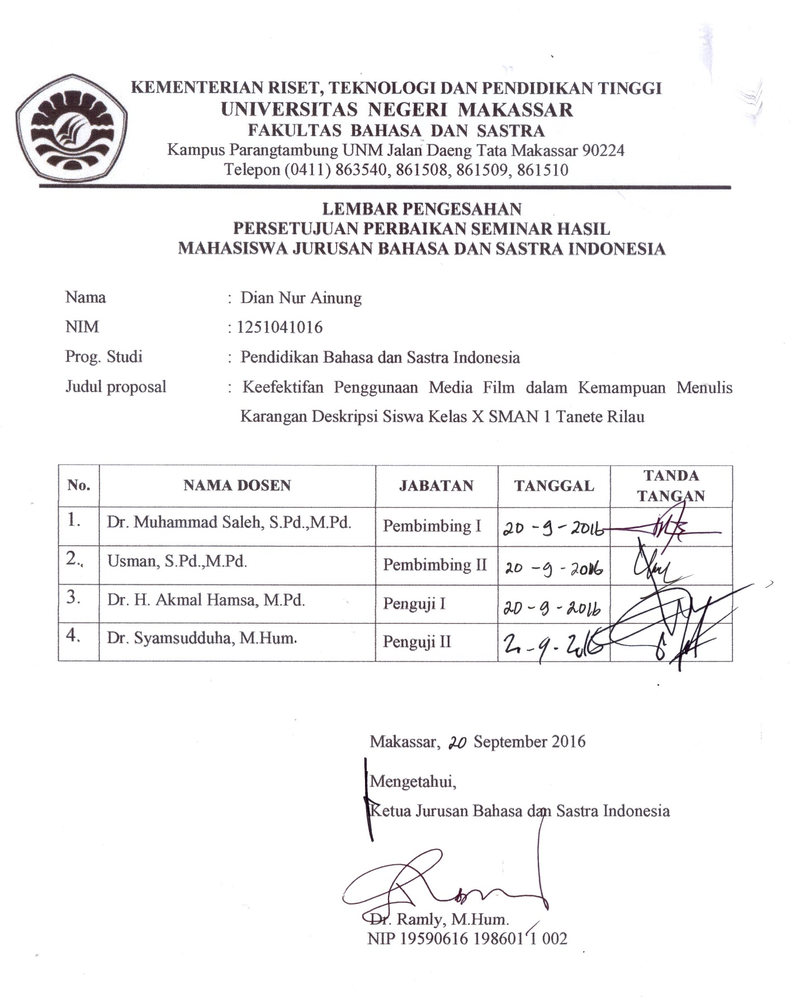 KEMENTERIAN RISET, TEKNOLOGI DAN PENDIDIKAN TINGGI
UNIVERSITAS NEGERI MAKASSAR
FAKULTAS BAHASA DAN SASTRA
Kampus Parangtambung UNM Jalan Daeng Tata Makassar 90224
Telepon (0411) 863540, 861508, 861509, 861510
LEMBAR PENGESAHAN
PERSETUJUAN PERBAIKAN SEMINAR HASIL
MAHASISWA JURUSAN BAHASA DAN SASTRA INDONESIA
Nama : Dian Nur Ainung
NIM : 1251041016
Prog. Studi : Pendidikan Bahasa dan Sastra Indonesia
Judul proposal : Keefektifan Penggunaan Media Film dalam Kemampuan Menulis
Karangan Deskripsi Siswa Kelas X SMAN 1 Tanete Rilau
No. NAMA DOSEN JABATAN TANGGAL TANDA TANGAN
1. Dr. Muhammad Saleh, S.Pd.,M.Pd. Pembimbing I 20 - 9 - 2016
2. Usman, S.Pd.,M.Pd. Pembimbing II 20 - 9 - 2016
3. Dr. H. Akmal Hamsa, M.Pd. Penguji I 20 - 9 - 2016
4. Dr. Syamsudduha, M.Hum. Penguji II
Makassar, 20 September 2016
Mengetahui,
Ketua Jurusan Bahasa dan Sastra Indonesia
Dr. Ramly, M.Hum.
NIP 19590616 198601 1 002